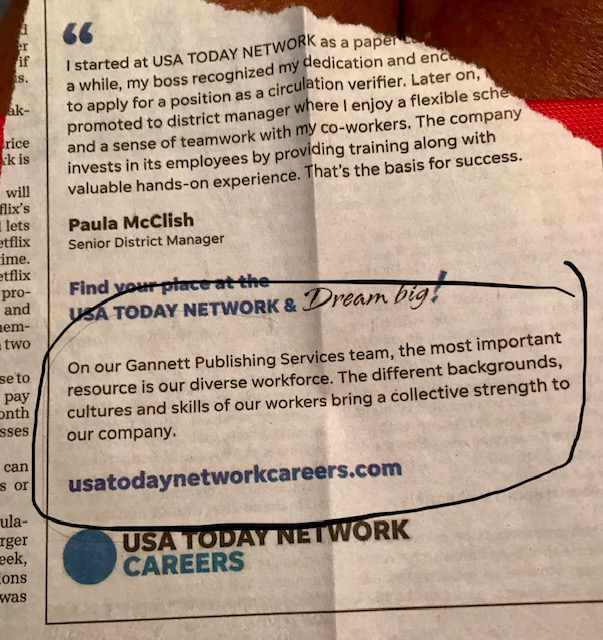 if
is.
ak-
rice
k is
will
flix's
lets
etflix
ime.
etflix
pro-
and
nem-
two
se to
pay
onth
sses
can
s or
ula-
rger
eek,
ions
was
“
I started at USA TODAY NETWORK as a paper
a while, my boss recognized my dedication and enc
to apply for a position as a circulation verifier. Later on,
promoted to district manager where I enjoy a flexible sche
and a sense of teamwork with my co-workers. The company
invests in its employees by providing training along with
valuable hands-on experience. That's the basis for success.
Paula McClish
Senior District Manager
Find your place at the
USA TODAY NETWORK & Dream big!
On our Gannett Publishing Services team, the most important
resource is our diverse workforce. The different backgrounds,
cultures and skills of our workers bring a collective strength to
our company.
usatodaynetworkcareers.com
USA TODAY NETWORK
CAREERS